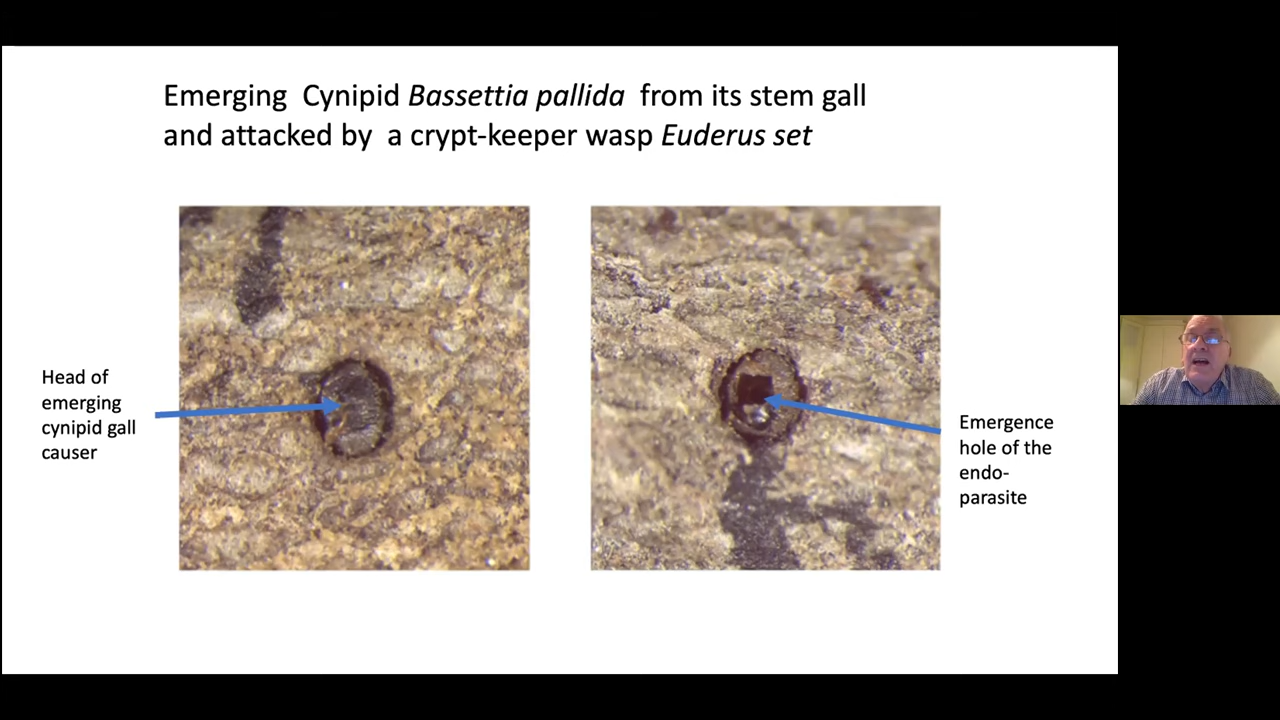 Emerging Cynipid Bassettia pallida from its stem gall
and attacked by a crypt-keeper wasp Euderus set
Head of
emerging
cynipid gall
causer
Emergence
hole of the
endo-
parasite